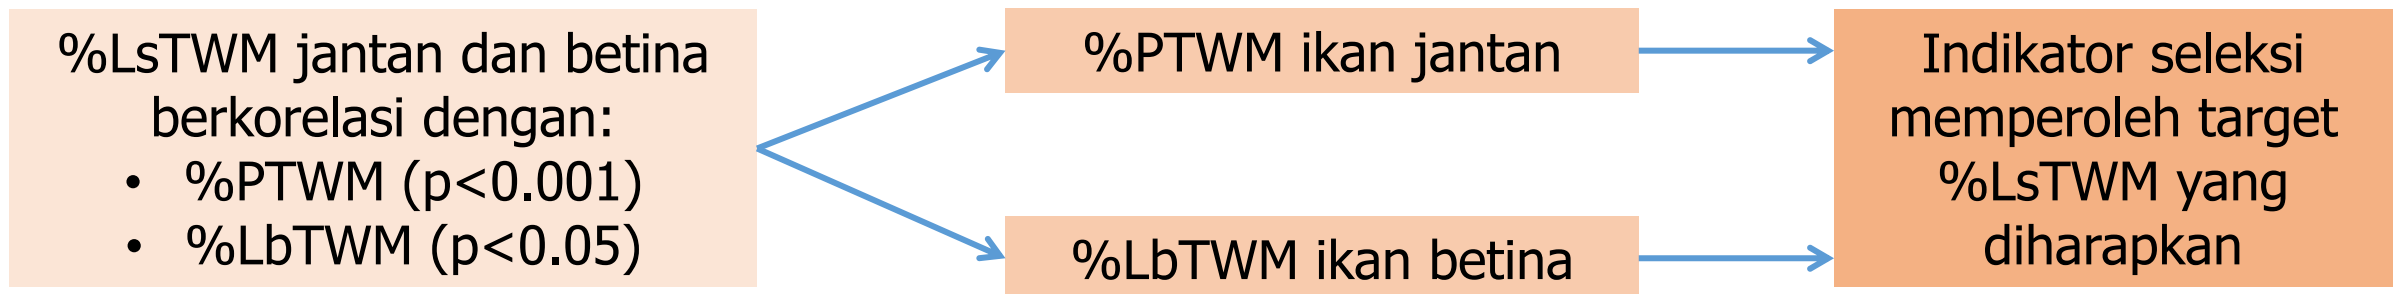 %LsTWM jantan dan betina
berkorelasi dengan:
• %PTWM (p<0.001)
• %LbTWM (p<0.05)
%PTWM ikan jantan
%LbTWM ikan betina
Indikator seleksi
memperoleh target
%LsTWM yang
diharapkan